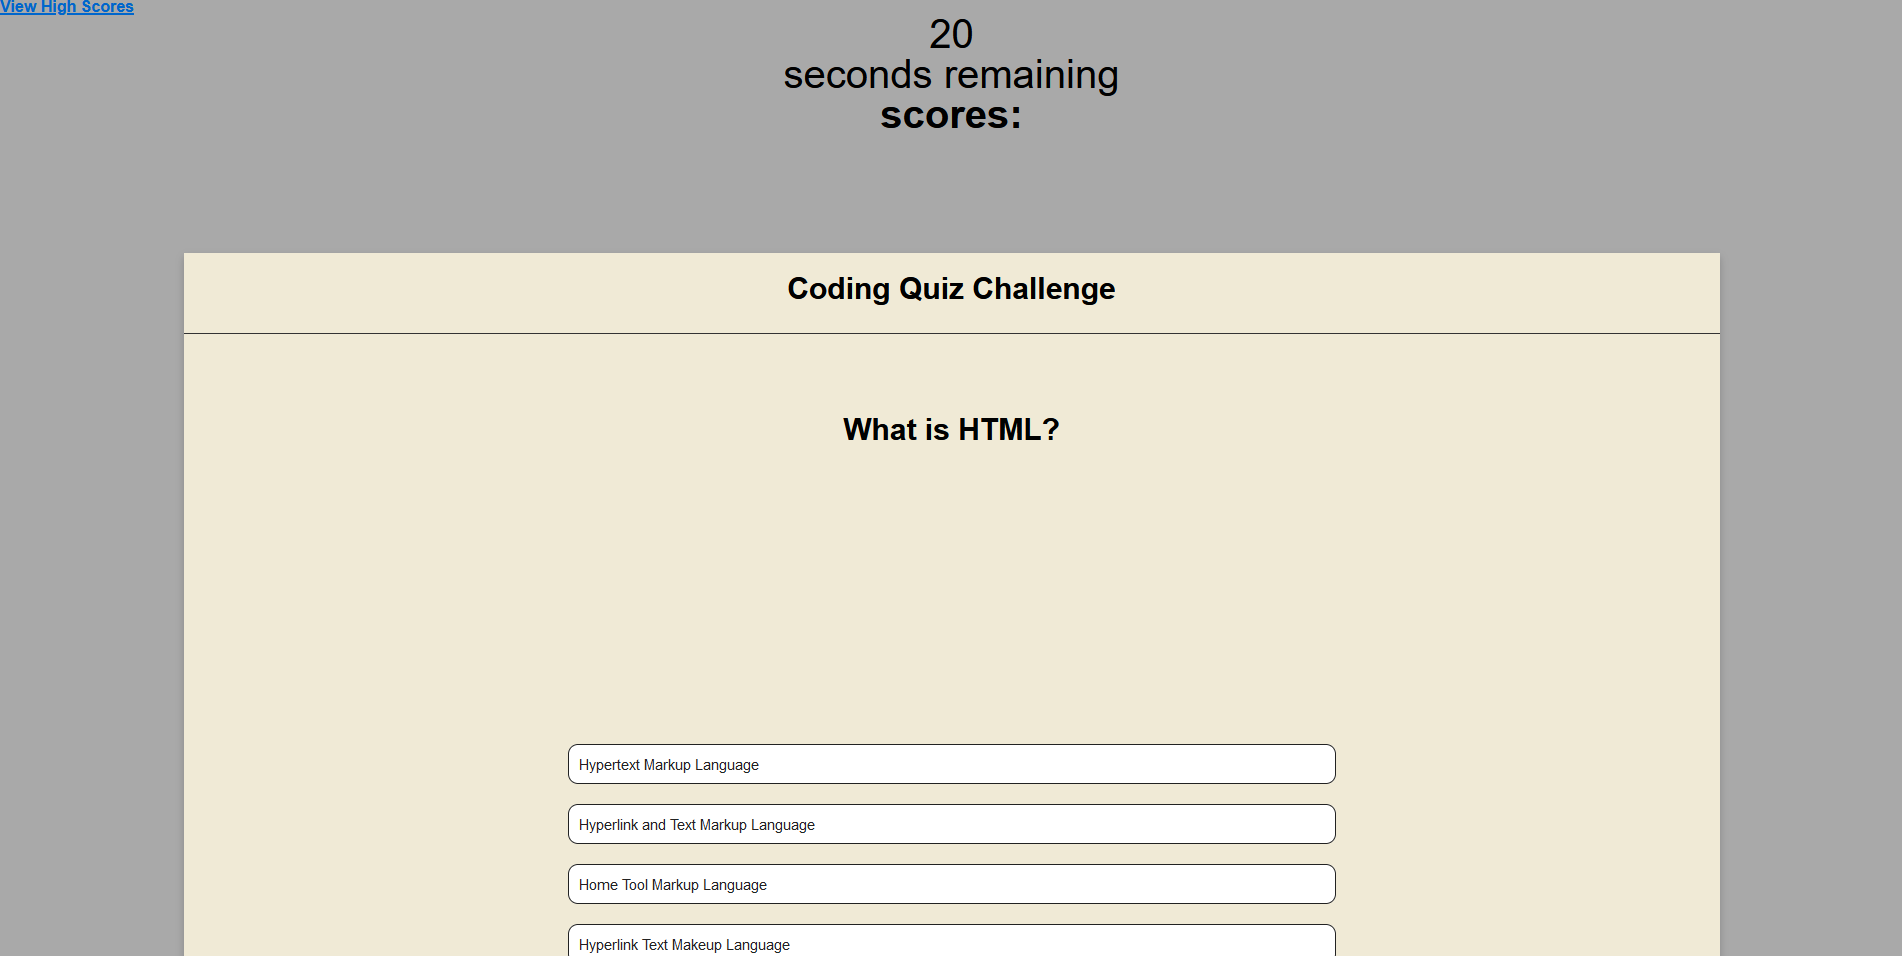 View High Scores
20
seconds remaining
scores:
Coding Quiz Challenge
What is HTML?
Hypertext Markup Language
Hyperlink and Text Markup Language
Home Tool Markup Language
Hyperlink Text Makeup Language